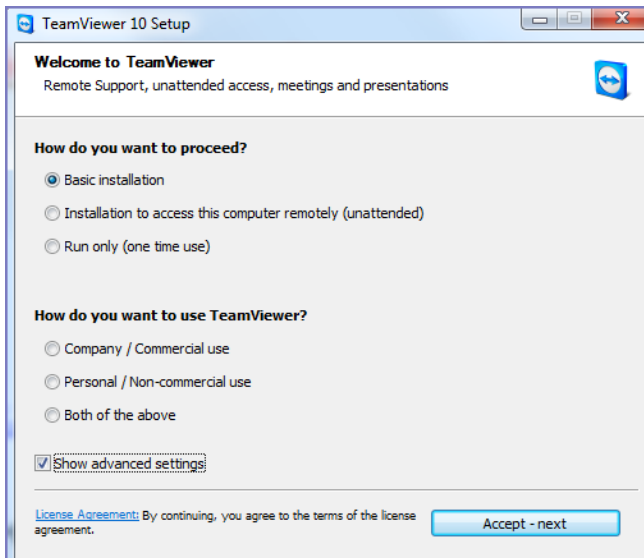 TeamViewer 10 Setup
Welcome to TeamViewer
Remote Support, unattended access, meetings and presentations
How do you want to proceed?
Basic installation
Installation to access this computer remotely (unattended)
Run only (one time use)
How do you want to use TeamViewer?
Company / Commercial use
Personal / Non-commercial use
Both of the above
Show advanced settings
License Agreement: By continuing, you agree to the terms of the license
agreement.
Accept - next